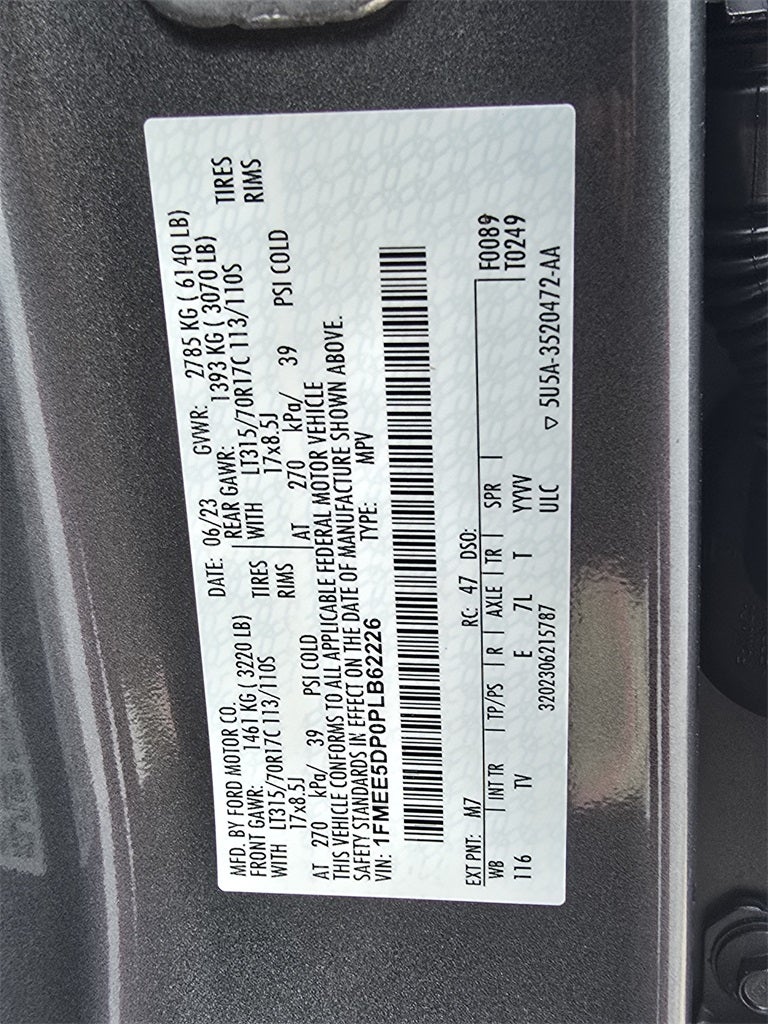 MFD. BY FORD MOTOR CO. DATE: 06/23 GVWR: 2785 KG ( 6140 LB)
FRONT GAWR: 1461 KG ( 3220 LB) REAR GAWR: 1393 KG ( 3070 LB)
WITH LT315/70R17C 113/110S TIRES WITH LT315/70R17C 113/110S TIRES
17x8.5J RIMS 17x8.5J RIMS
AT 270 kPa/ 39 PSI COLD AT 270 kPa/ 39 PSI COLD
THIS VEHICLE CONFORMS TO ALL APPLICABLE FEDERAL MOTOR VEHICLE
SAFETY STANDARDS IN EFFECT ON THE DATE OF MANUFACTURE SHOWN ABOVE.
VIN: 1FMEE5DP0PLB62226 TYPE: MPV
EXT PNT: M7 RC: 47 DSO: F0089
WB INT TR TP/PS R AXLE TR SPR T0249
116 TV E 7L T YYVV
3202306215787 ULC ▽ 5U5A-3520472-AA